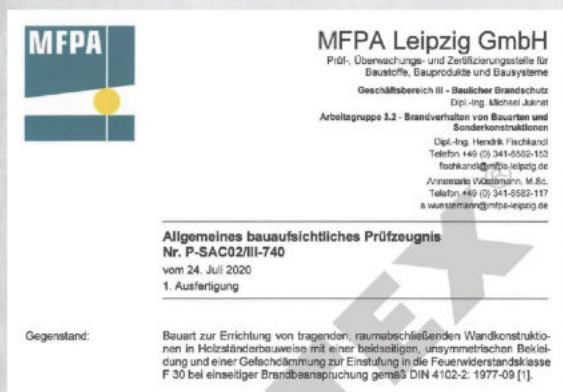 MFPA
MFPA Leipzig GmbH
Prüf-, Überwachungs- und Zertifizierungsstelle für
Baustoffe, Bauprodukte und Bausysteme
Geschäftsbereich III - Baulicher Brandschutz
Dipl.-Ing. Michael Juknat
Arbeitsgruppe 3.2 - Brandverhalten von Bauarten und
Sonderkonstruktionen
Dipl.-Ing. Hendrik Fischkandl
Telefon +49 (0) 341-6582-153
fischkandl@mfpa-leipzig.de
Annemarie Wüstemann, M.Sc.
Telefon +49 (0) 341-6582-117
a.wuestemann@mfpa-leipzig.de
Allgemeines bauaufsichtliches Prüfzeugnis
Nr. P-SAC02/III-740
vom 24. Juli 2020
1. Ausfertigung
Gegenstand:
Bauart zur Errichtung von tragenden, raumabschließenden Wandkonstruktio-
nen in Holzständerbauweise mit einer beidseitigen, unsymmetrischen Beklei-
dung und einer Gefachdämmung zur Einstufung in die Feuerwiderstandsklasse
F 30 bei einseitiger Brandbeanspruchung gemäß DIN 4102-2: 1977-09 [1].